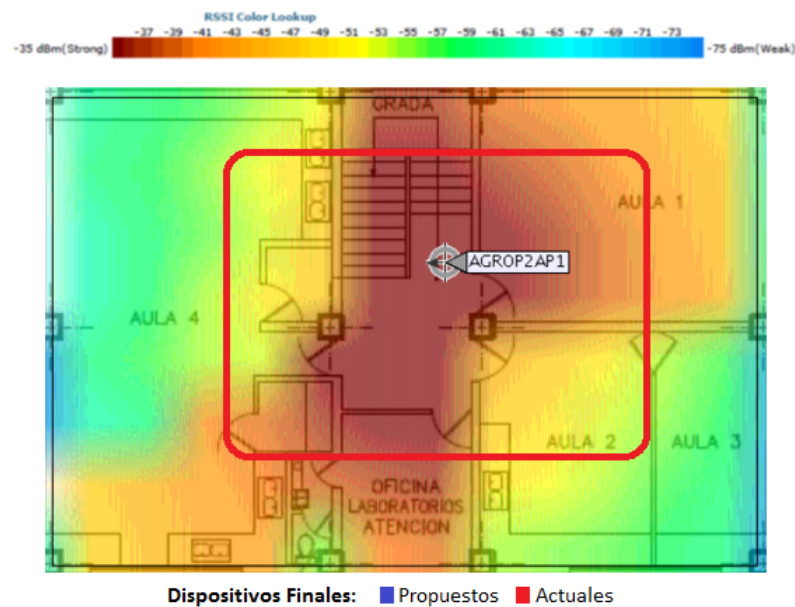 RSSI Color Lookup
-35 dBm(Strong) -37 -39 -41 -43 -45 -47 -49 -51 -53 -55 -57 -59 -61 -63 -65 -67 -69 -71 -73 -75 dBm(Weak)
GRADA
AULA 1
AGROP2AP1
AULA 4
AULA 2 AULA 3
OFICINA
LABORATORIOS
ATENCION
Dispositivos Finales: Propuestos Actuales